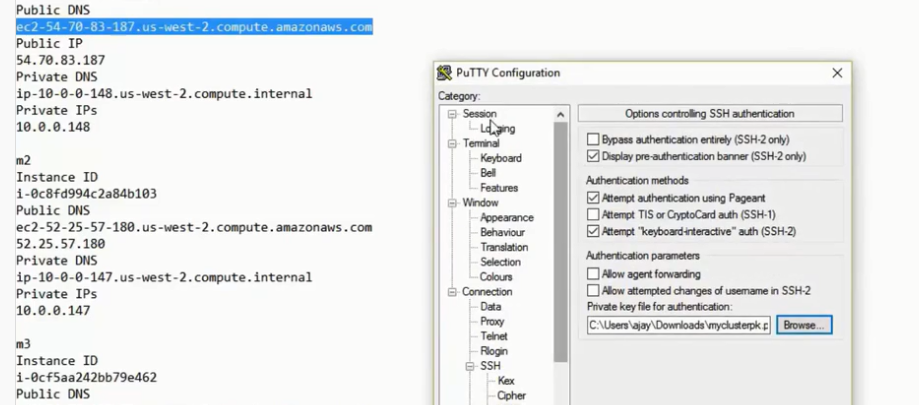 Public DNS
ec2-54-70-83-187.us-west-2.compute.amazonaws.com
Public IP
54.70.83.187
Private DNS
ip-10-0-0-148.us-west-2.compute.internal
Private IPs
10.0.0.148
m2
Instance ID
i-0c8fd994c2a84b103
Public DNS
ec2-52-25-57-180.us-west-2.compute.amazonaws.com
52.25.57.180
Private DNS
ip-10-0-0-147.us-west-2.compute.internal
Private IPs
10.0.0.147
m3
Instance ID
i-0cf5aa242bb79e462
Public DNS
PuTTY Configuration
Category:
Session
Logging
Terminal
Keyboard
Bell
Features
Window
Appearance
Behaviour
Translation
Selection
Colours
Connection
Data
Proxy
Telnet
Rlogin
SSH
Kex
Cipher
Options controlling SSH authentication
Bypass authentication entirely (SSH-2 only)
Display pre-authentication banner (SSH-2 only)
Authentication methods
Attempt authentication using Pageant
Attempt TIS or CryptoCard auth (SSH-1)
Attempt "keyboard-interactive" auth (SSH-2)
Authentication parameters
Allow agent forwarding
Allow attempted changes of username in SSH-2
Private key file for authentication:
C:\Users\ajay\Downloads\myclusterpk.p
Browse...